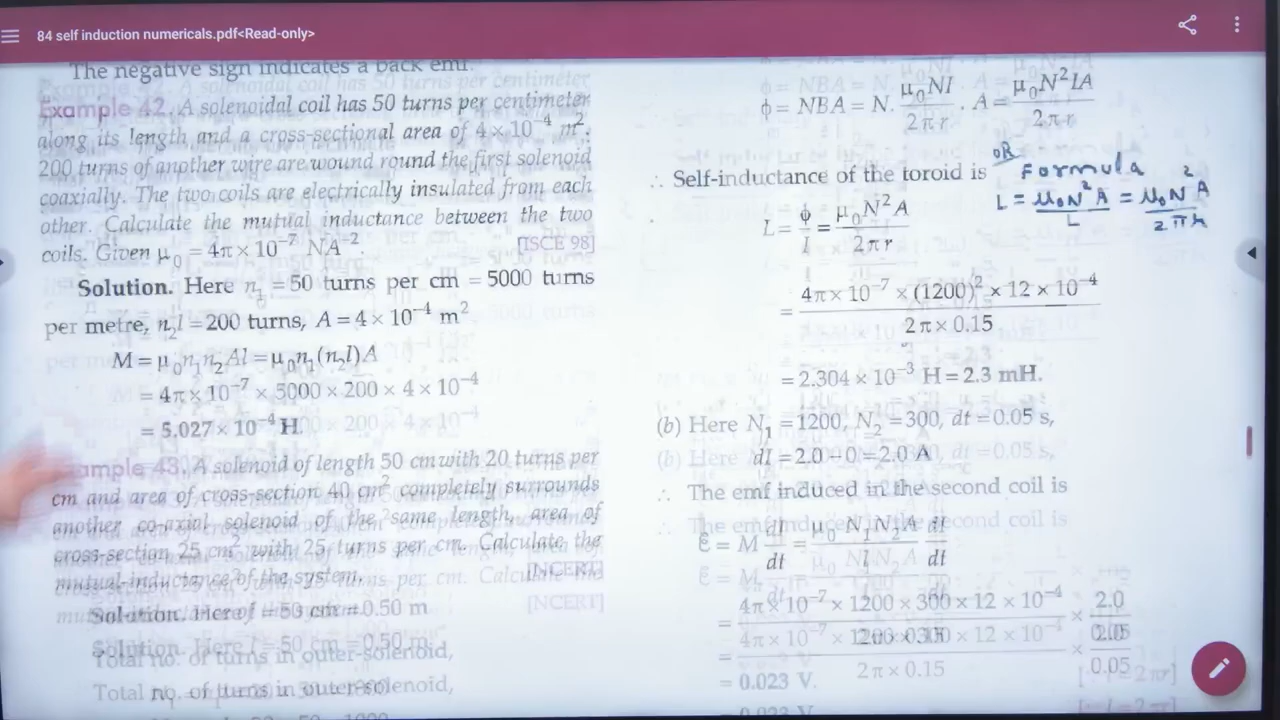 84 self induction numericals.pdf<Read-only>
The negative sign indicates a back emf.
Example 42. A solenoidal coil has 50 turns per centimeter
along its length and a cross-sectional area of 4 × 10⁻⁴ m².
200 turns of another wire are wound round the first solenoid
coaxially. The two coils are electrically insulated from each
other. Calculate the mutual inductance between the two
coils. Given μ₀ = 4π × 10⁻⁷ NA⁻².
[ISCE 98]
Solution. Here n₁ = 50 turns per cm = 5000 turns
per metre, n₂l = 200 turns, A = 4 × 10⁻⁴ m²
M = μ₀n₁n₂Al = μ₀n₁(n₂l)A
= 4π × 10⁻⁷ × 5000 × 200 × 4 × 10⁻⁴
= 5.027 × 10⁻⁴ H.
Example 43. A solenoid of length 50 cm with 20 turns per
cm and area of cross-section 40 cm² completely surrounds
another co-axial solenoid of the same length, area of
cross-section 25 cm² with 25 turns per cm. Calculate the
mutual-inductance of the system.
[NCERT]
Solution. Here l = 50 cm = 0.50 m
Total no. of turns in outer-solenoid,
φ = NBA = N. μ₀NI / 2πr . A = μ₀N²IA / 2πr
∴ Self-inductance of the toroid is
L = φ / I = μ₀N²A / 2πr
OR
Formula
L = μ₀N²A / L = μ₀N²A / 2πr
= 4π × 10⁻⁷ × (1200)² × 12 × 10⁻⁴ / 2π × 0.15
= 2.304 × 10⁻³ H = 2.3 mH.
(b) Here N₁ = 1200, N₂ = 300, dt = 0.05 s,
dI = 2.0 − 0 = 2.0 A
∴ The emf induced in the second coil is
ℰ = M dI / dt = μ₀ N₁N₂A / l dI / dt
= 4π × 10⁻⁷ × 1200 × 300 × 12 × 10⁻⁴ / 2π × 0.15 × 2.0 / 0.05
= 0.023 V.